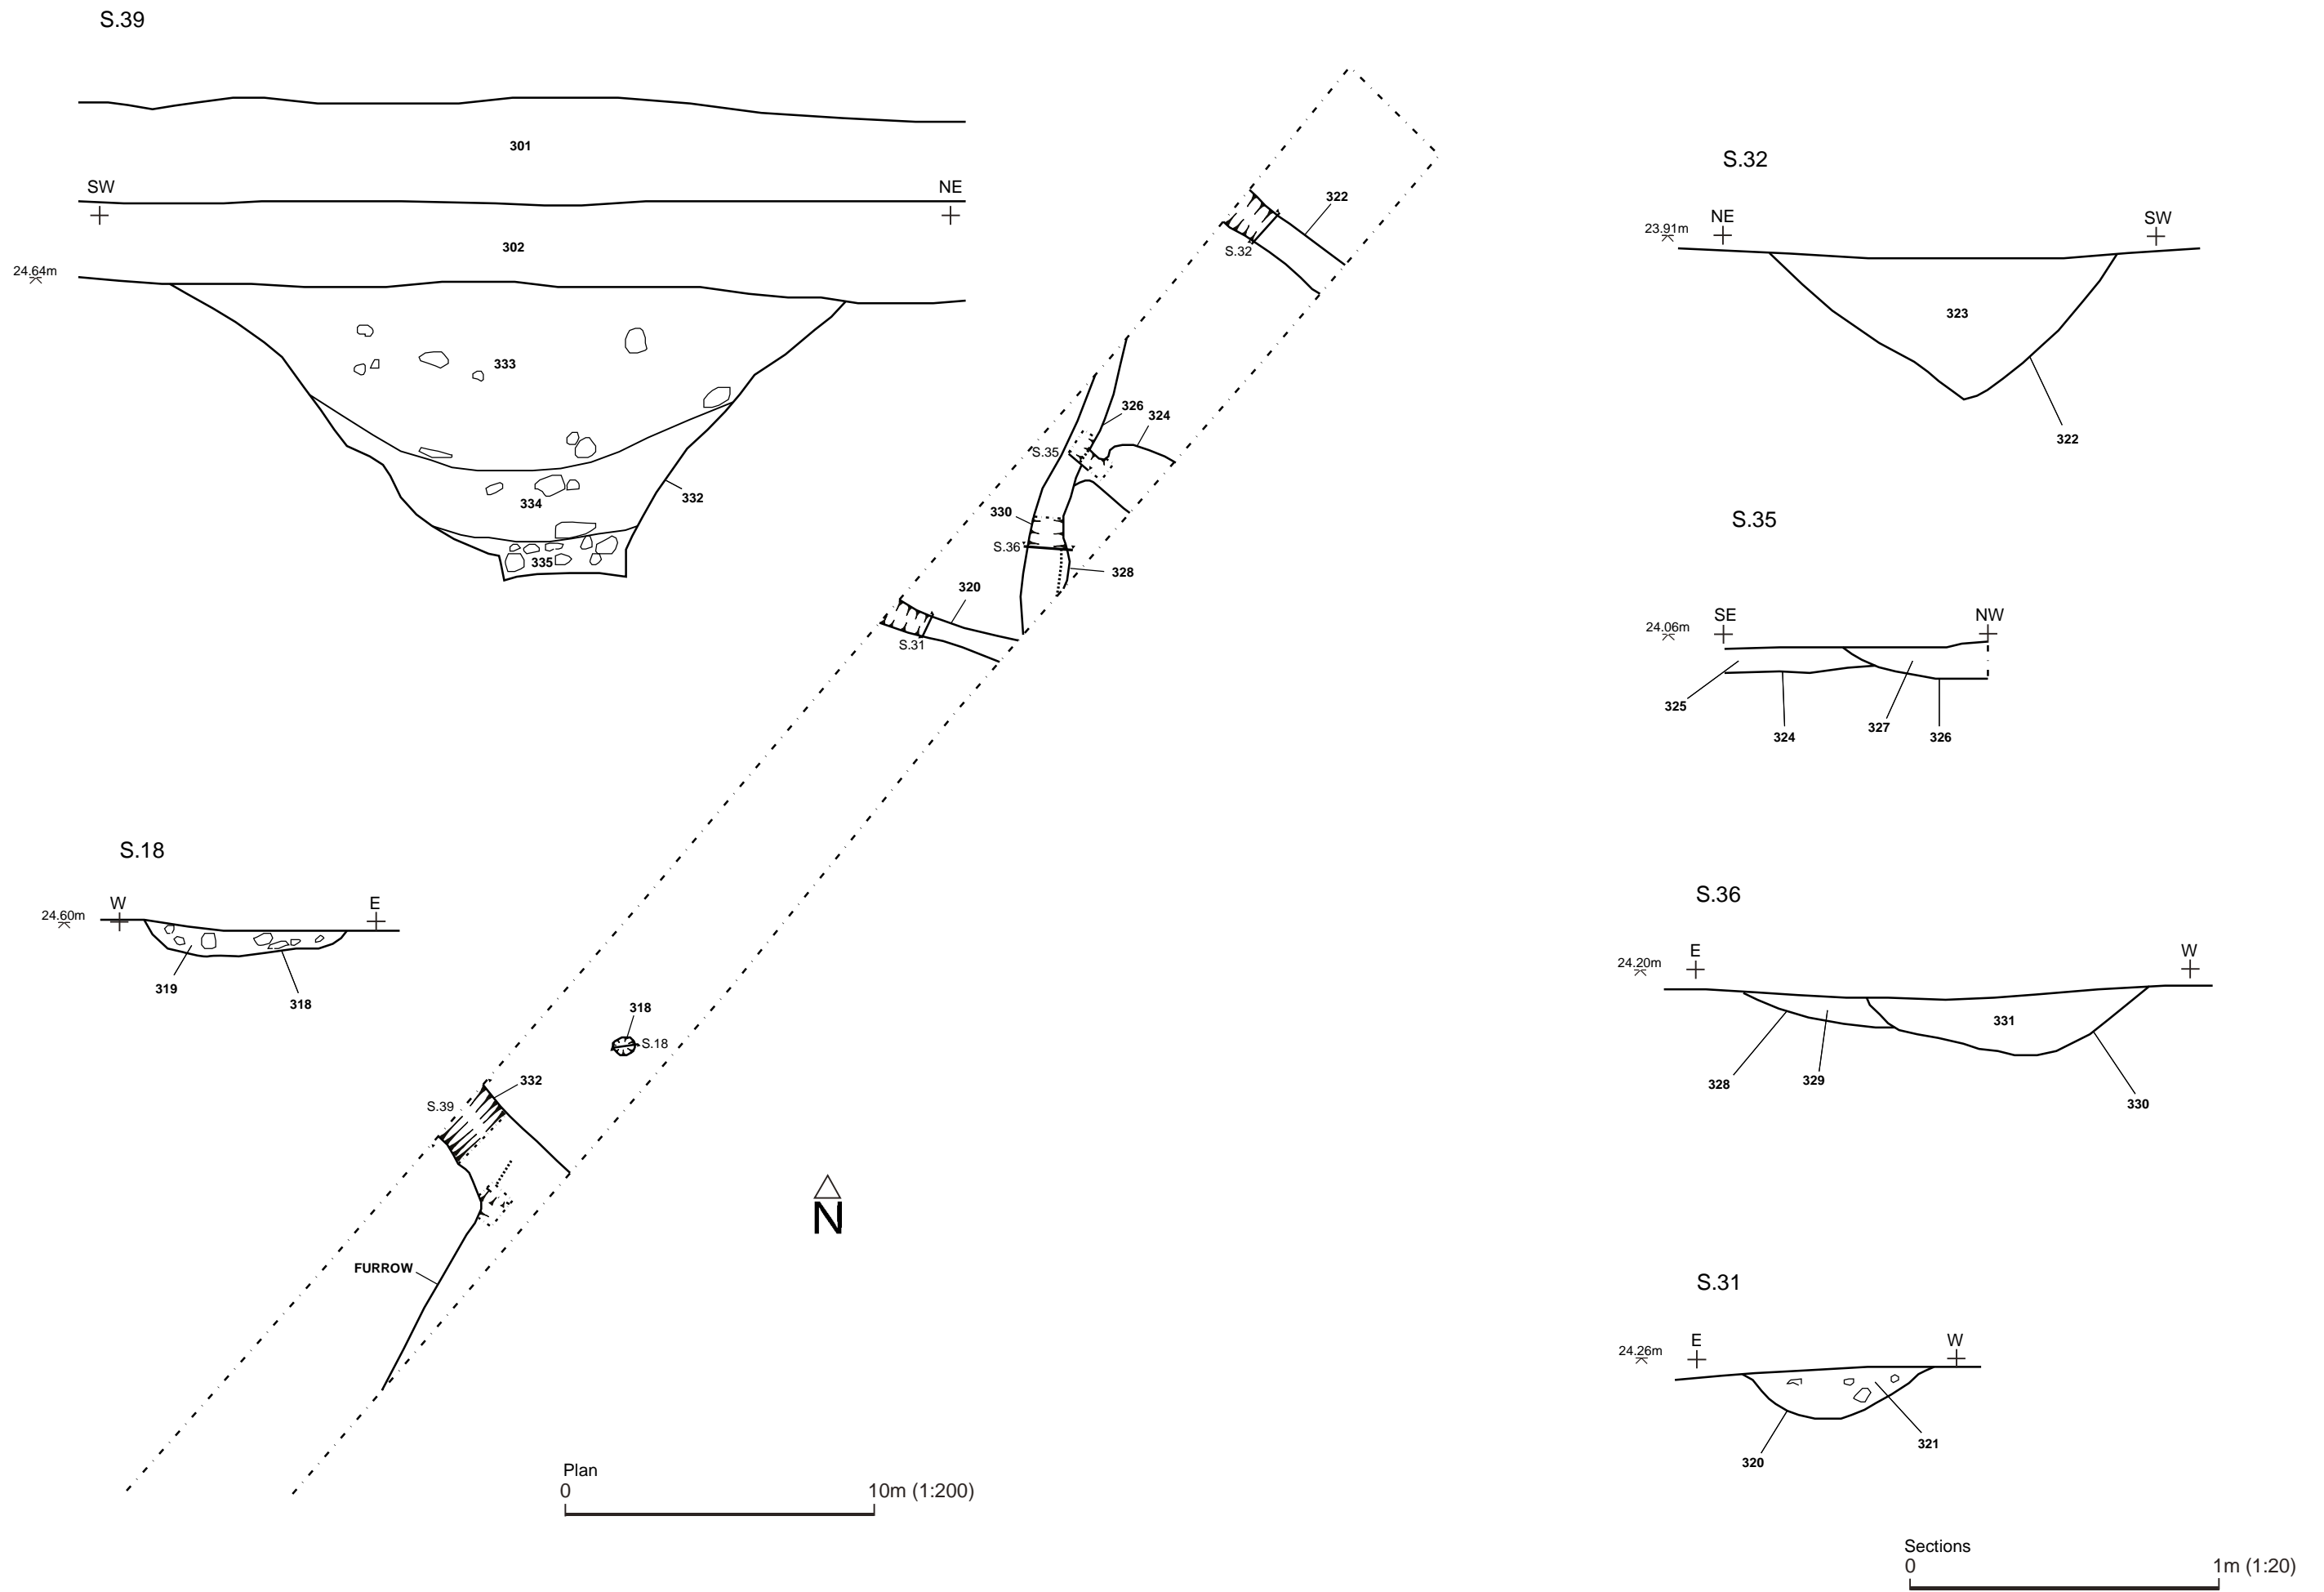 S.39
301
SW NE
302
24.64m
333
334
332
335
S.18
W E
24.60m
319
318
322
S.32
326
324
S.35
330
S.36
328
320
S.31
318
S.18
332
S.39
FURROW
N
Plan
0 10m (1:200)
S.32
NE SW
23.91m
323
322
S.35
SE NW
24.06m
325
324
327
326
S.36
E W
24.20m
331
328
329
330
S.31
E W
24.26m
321
320
Sections
0 1m (1:20)